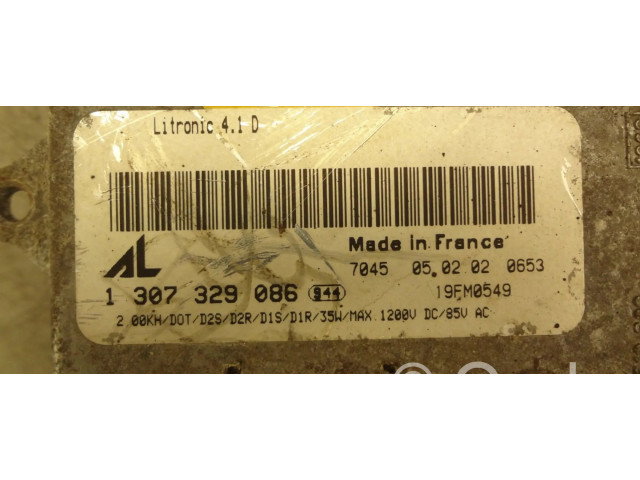 Litronic 4.1 D
AL
Made in France
7045 05.02.02 0653
1 307 329 086 944
19FM0549
2.00KH/DOT/D2S/D2R/D1S/D1R/35W/MAX.1200V DC/85V AC